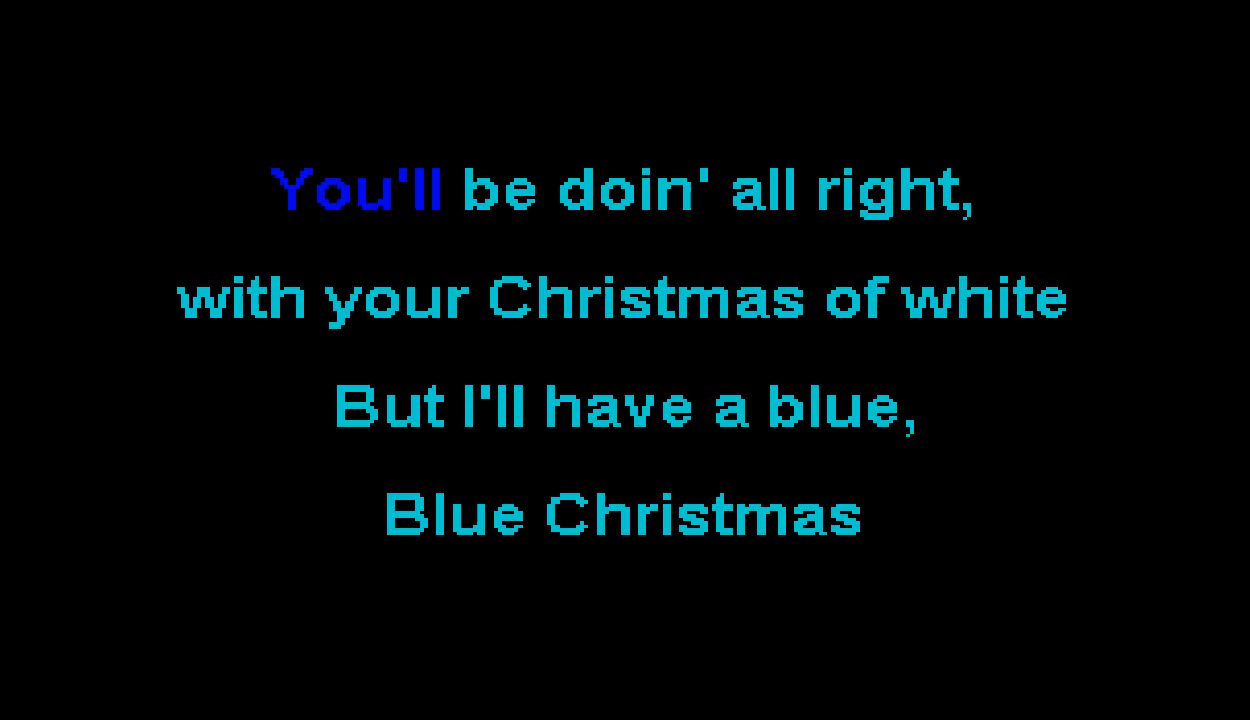 You'll be doin' all right,
with your Christmas of white
But I'll have a blue,
Blue Christmas